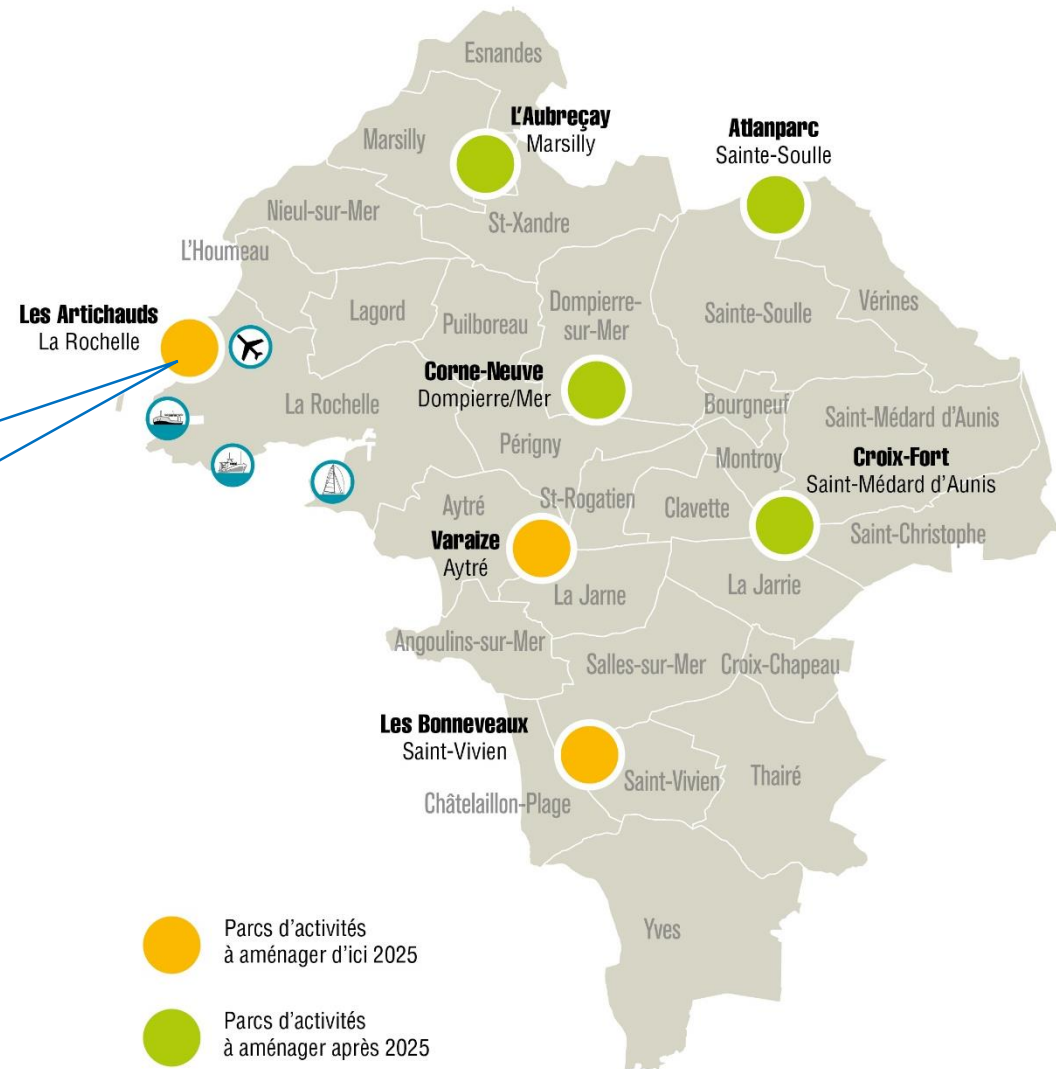 Esnandes
L'Aubreçay
Marsilly
Marsilly
Atlanparc
Sainte-Soulle
Nieul-sur-Mer
St-Xandre
L'Houmeau
Les Artichauds
La Rochelle
Lagord
Puilboreau
Dompierre-
sur-Mer
Sainte-Soulle
Vérines
Corne-Neuve
Dompierre/Mer
La Rochelle
Bourgneuf
Saint-Médard d'Aunis
Périgny
Montroy
Croix-Fort
Saint-Médard d'Aunis
Aytré
St-Rogatien
Clavette
Saint-Christophe
Varaize
Aytré
La Jarne
La Jarrie
Angoulins-sur-Mer
Salles-sur-Mer
Croix-Chapeau
Les Bonneveaux
Saint-Vivien
Saint-Vivien
Thairé
Châtelaillon-Plage
Yves
Parcs d'activités
à aménager d'ici 2025
Parcs d'activités
à aménager après 2025